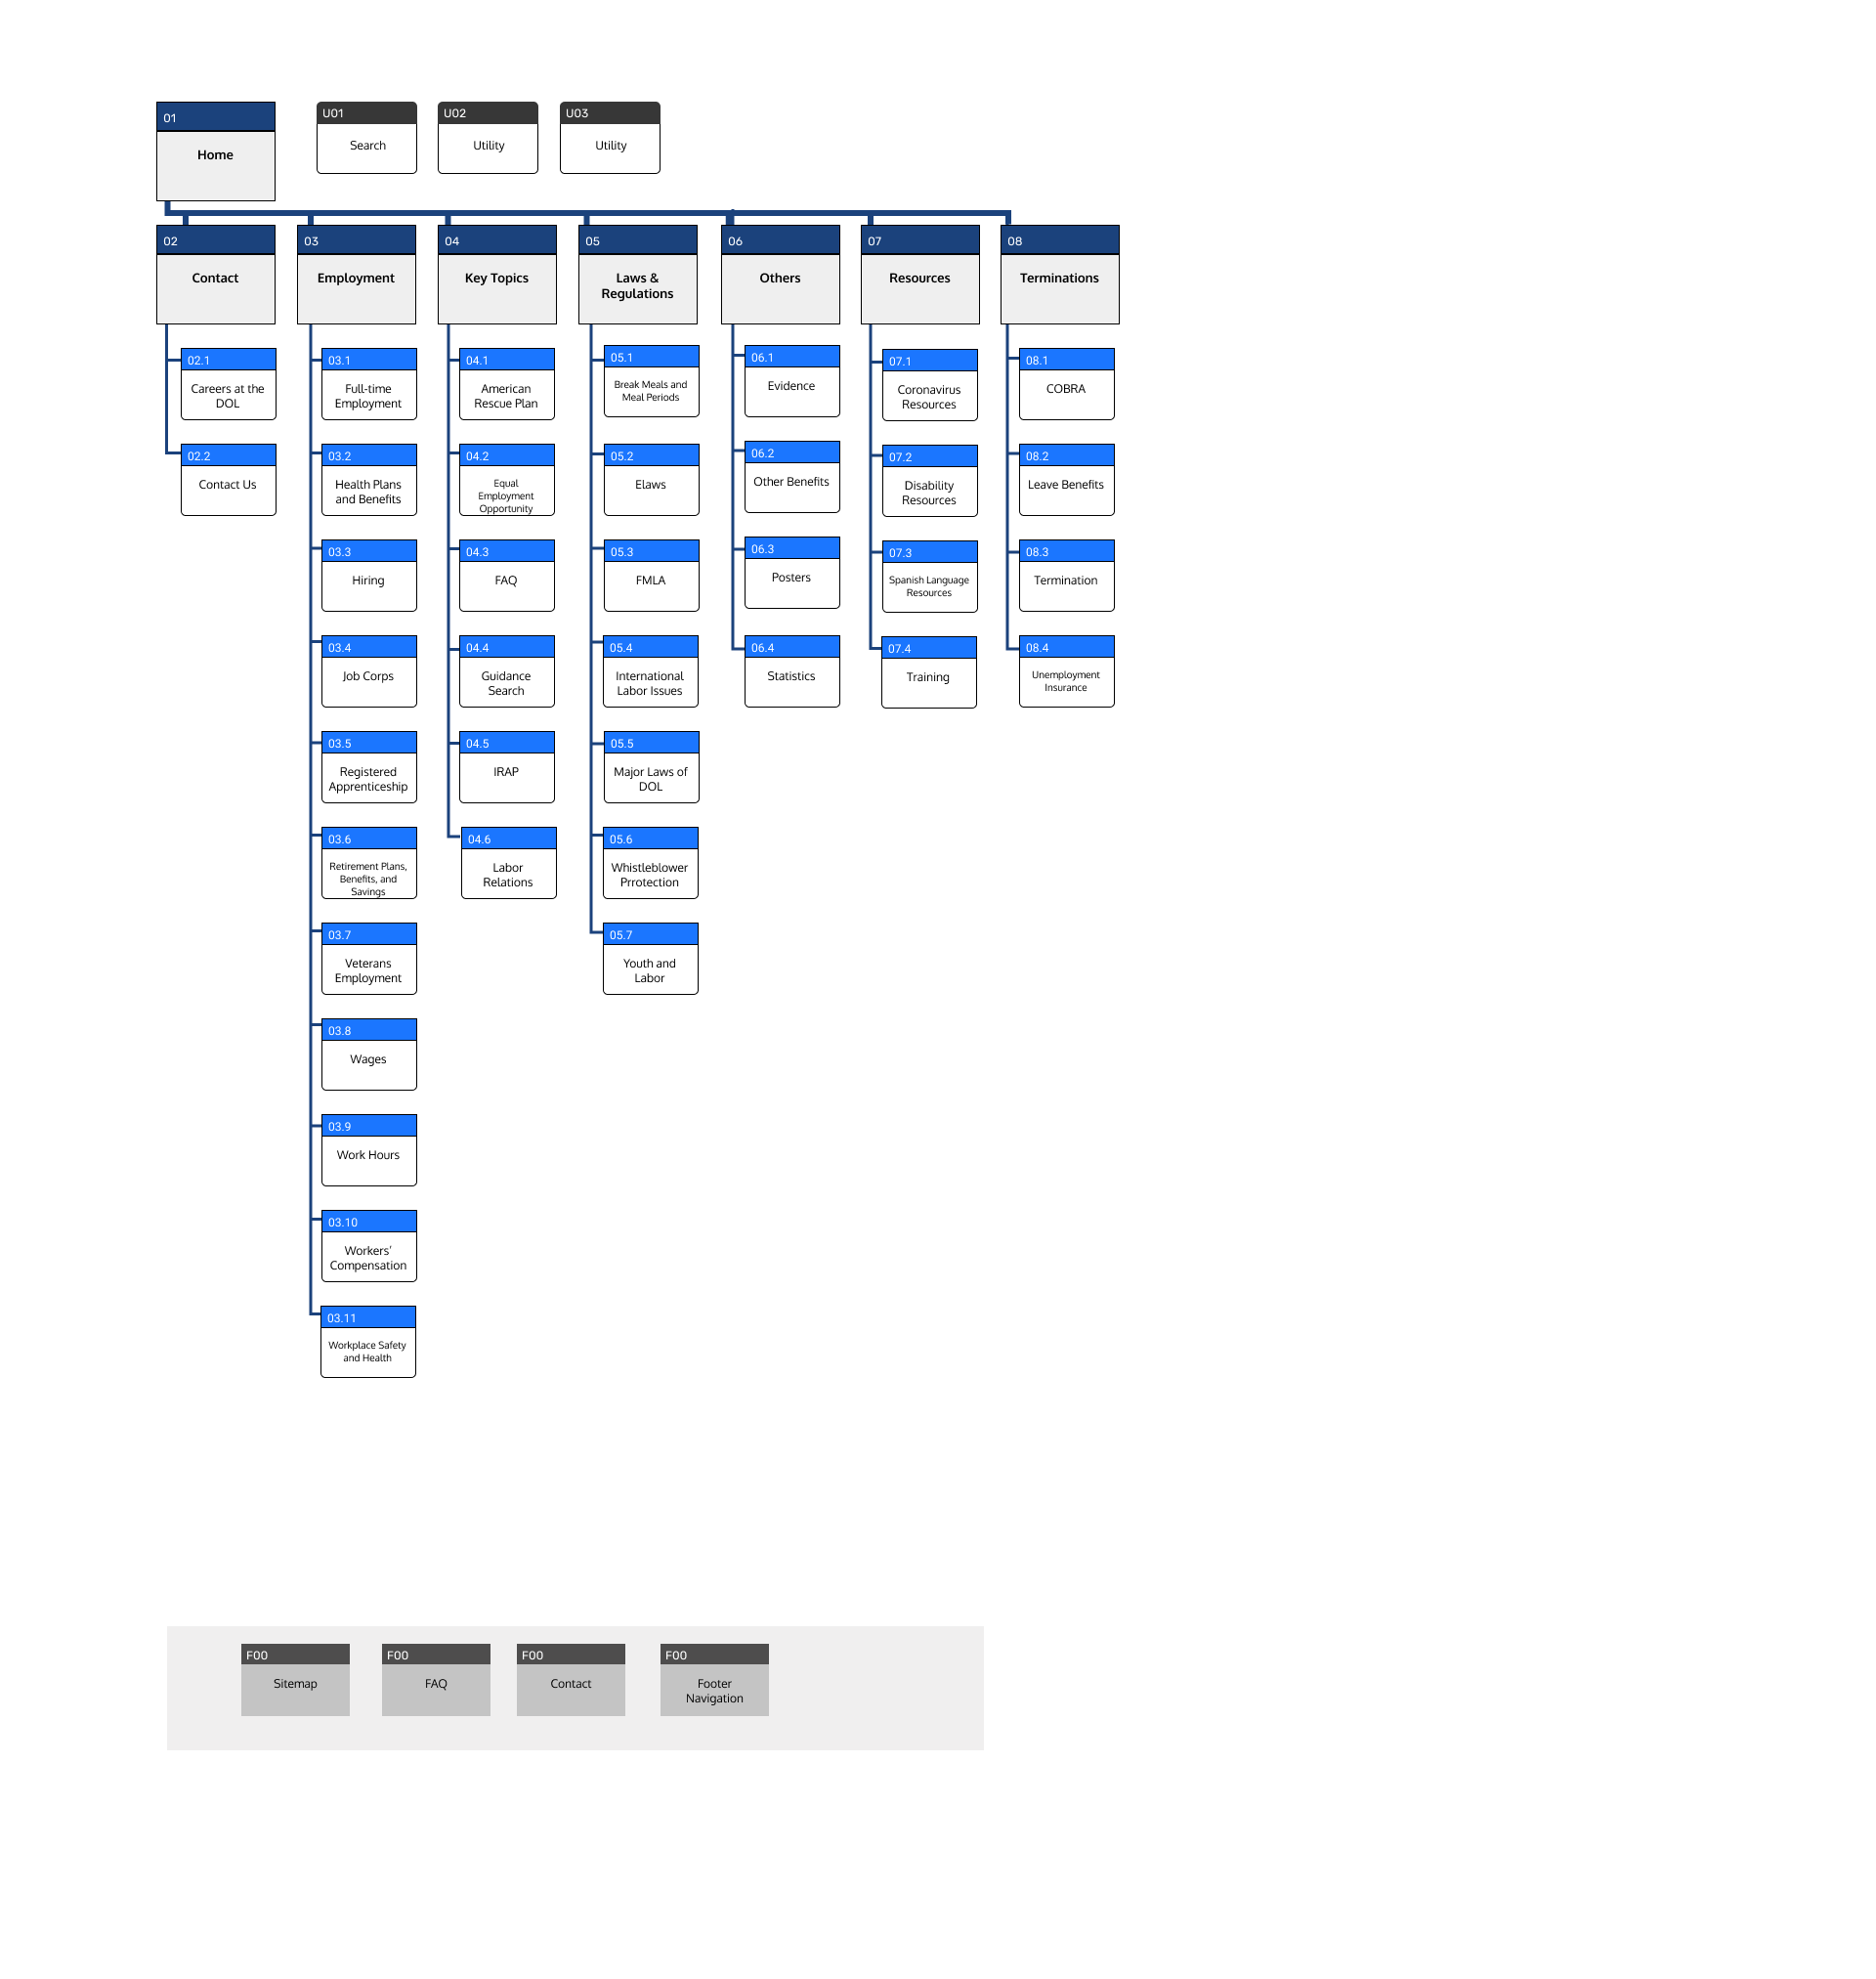 01
Home
U01
Search
U02
Utility
U03
Utility
02
Contact
03
Employment
04
Key Topics
05
Laws &
Regulations
06
Others
07
Resources
08
Terminations
02.1
Careers at the
DOL
02.2
Contact Us
03.1
Full-time
Employment
03.2
Health Plans
and Benefits
03.3
Hiring
03.4
Job Corps
03.5
Registered
Apprenticeship
03.6
Retirement Plans,
Benefits, and
Savings
03.7
Veterans
Employment
03.8
Wages
03.9
Work Hours
03.10
Workers'
Compensation
03.11
Workplace Safety
and Health
04.1
American
Rescue Plan
04.2
Equal
Employment
Opportunity
04.3
FAQ
04.4
Guidance
Search
04.5
IRAP
04.6
Labor
Relations
05.1
Break Meals and
Meal Periods
05.2
Elaws
05.3
FMLA
05.4
International
Labor Issues
05.5
Major Laws of
DOL
05.6
Whistleblower
Prrotection
05.7
Youth and
Labor
06.1
Evidence
06.2
Other Benefits
06.3
Posters
06.4
Statistics
07.1
Coronavirus
Resources
07.2
Disability
Resources
07.3
Spanish Language
Resources
07.4
Training
08.1
COBRA
08.2
Leave Benefits
08.3
Termination
08.4
Unemployment
Insurance
F00
Sitemap
F00
FAQ
F00
Contact
F00
Footer
Navigation